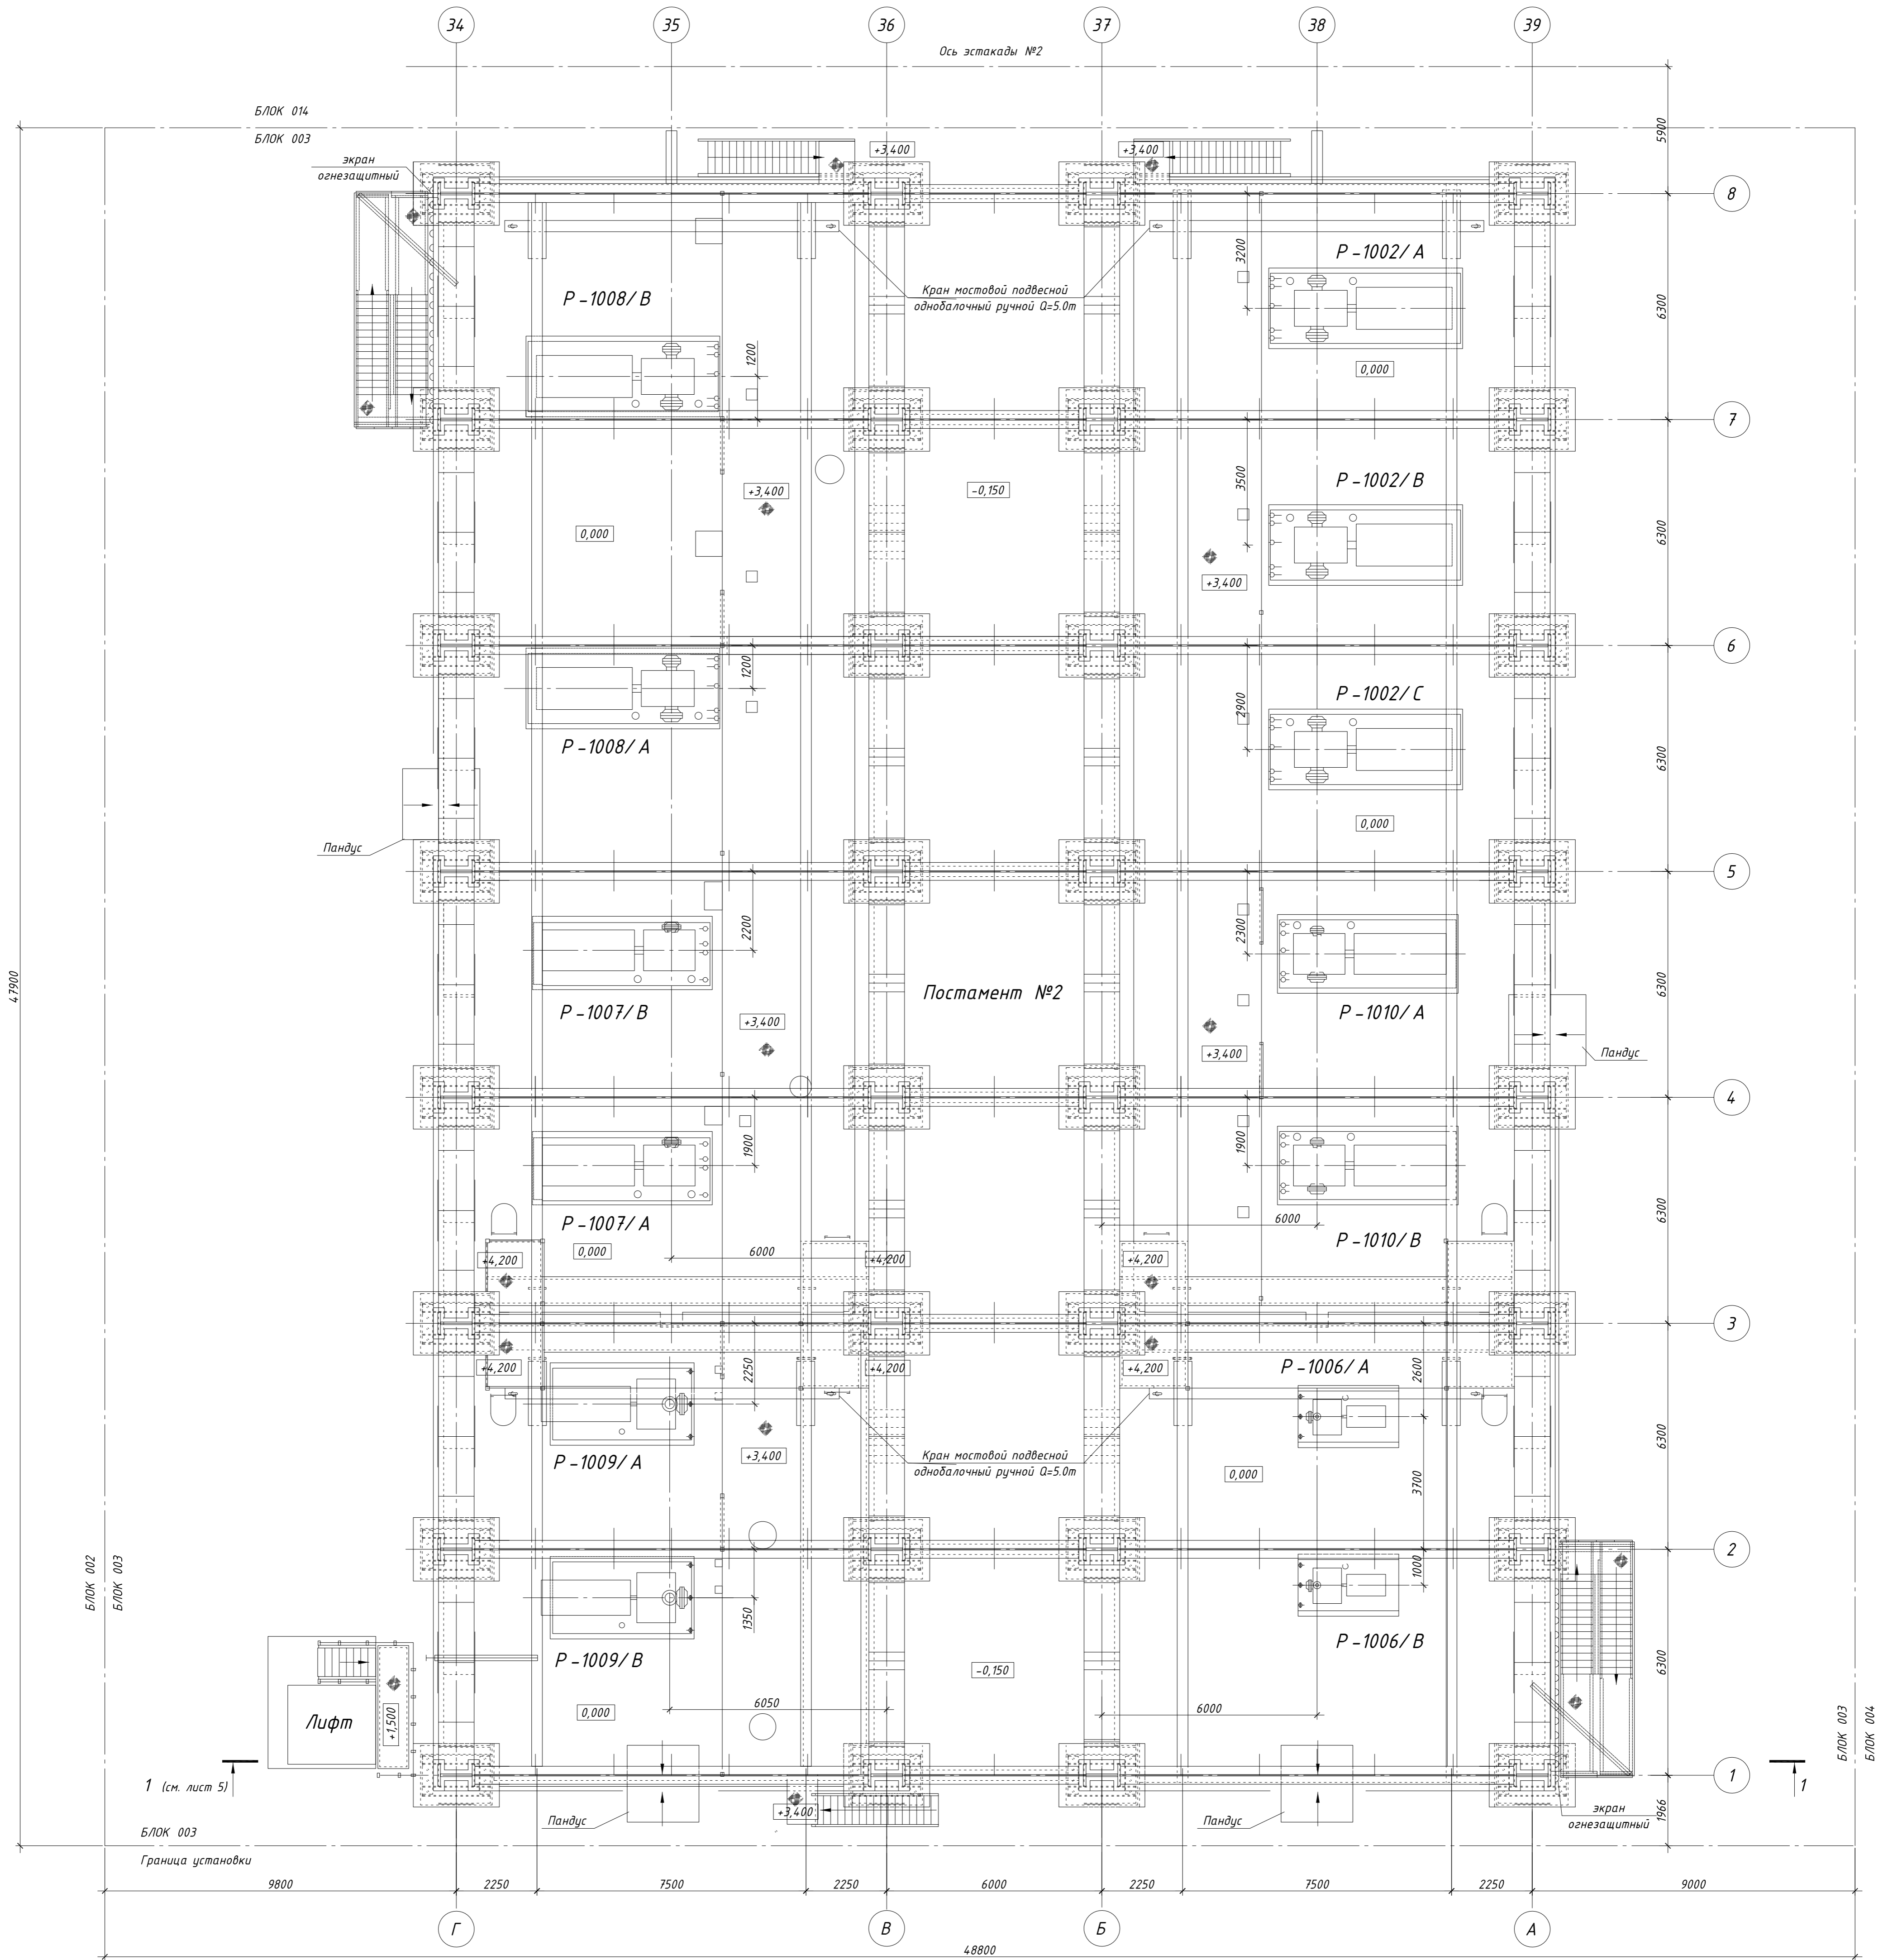 34
35
36
37
38
39
Ось эстакады №2
БЛОК 014
БЛОК 003
5900
экран
огнезащитный
+3,400
+3,400
8
3200
P-1002/A
Кран мостовой подвесной
однобалочный ручной Q=5.0т
P-1008/B
6300
1200
0,000
7
3500
P-1002/B
+3,400
-0,150
0,000
6300
+3,400
6
1200
2900
P-1002/C
P-1008/A
6300
0,000
Пандус
5
2200
2300
47900
6300
Постамент №2
P-1007/B
P-1010/A
+3,400
+3,400
Пандус
4
1900
1900
6300
P-1007/A
6000
P-1010/B
0,000
6000
+4,200
+4,200
+4,200
3
+4,200
+4,200
+4,200
2250
P-1006/A
2600
6300
P-1009/A
+3,400
Кран мостовой подвесной
однобалочный ручной Q=5.0т
0,000
3700
2
БЛОК 002
БЛОК 003
1000
1350
P-1009/B
P-1006/B
6300
-0,150
6050
6000
0,000
Лифт
+1,500
БЛОК 003
БЛОК 004
1 (см. лист 5)
1
1
+3,400
Пандус
Пандус
экран
огнезащитный
1966
БЛОК 003
Граница установки
9800
2250
7500
2250
6000
2250
7500
2250
9000
Г
В
Б
А
48800